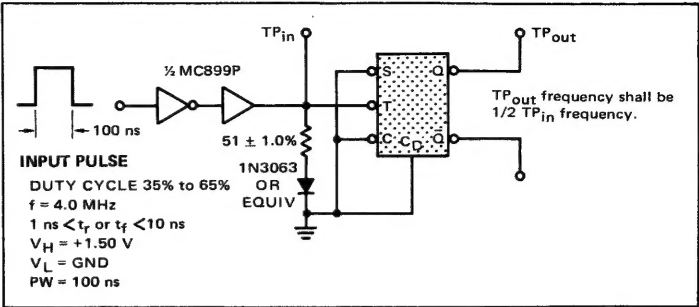 TPin
TPout
½ MC899P
S
Q
T
C
CD
Q̅
100 ns
51 ± 1.0%
1N3063
OR
EQUIV
TPout frequency shall be
1/2 TPin frequency.
INPUT PULSE
DUTY CYCLE 35% to 65%
f = 4.0 MHz
1 ns < tr or tf < 10 ns
VH = +1.50 V
VL = GND
PW = 100 ns